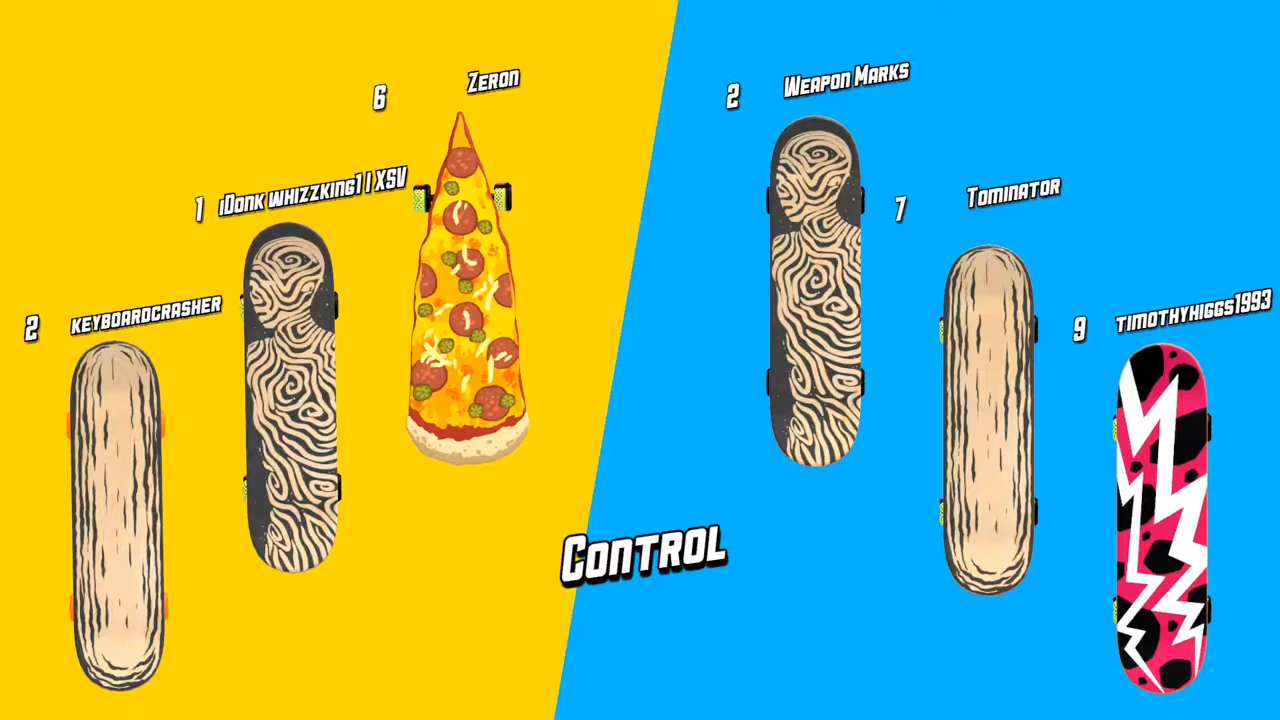 2 KEYBOARDCRASHER
1 iDonk whizzking1 | XSV
6 Zeron
2 Weapon Marks
7 Tominator
9 timothyhiggs1993
Control